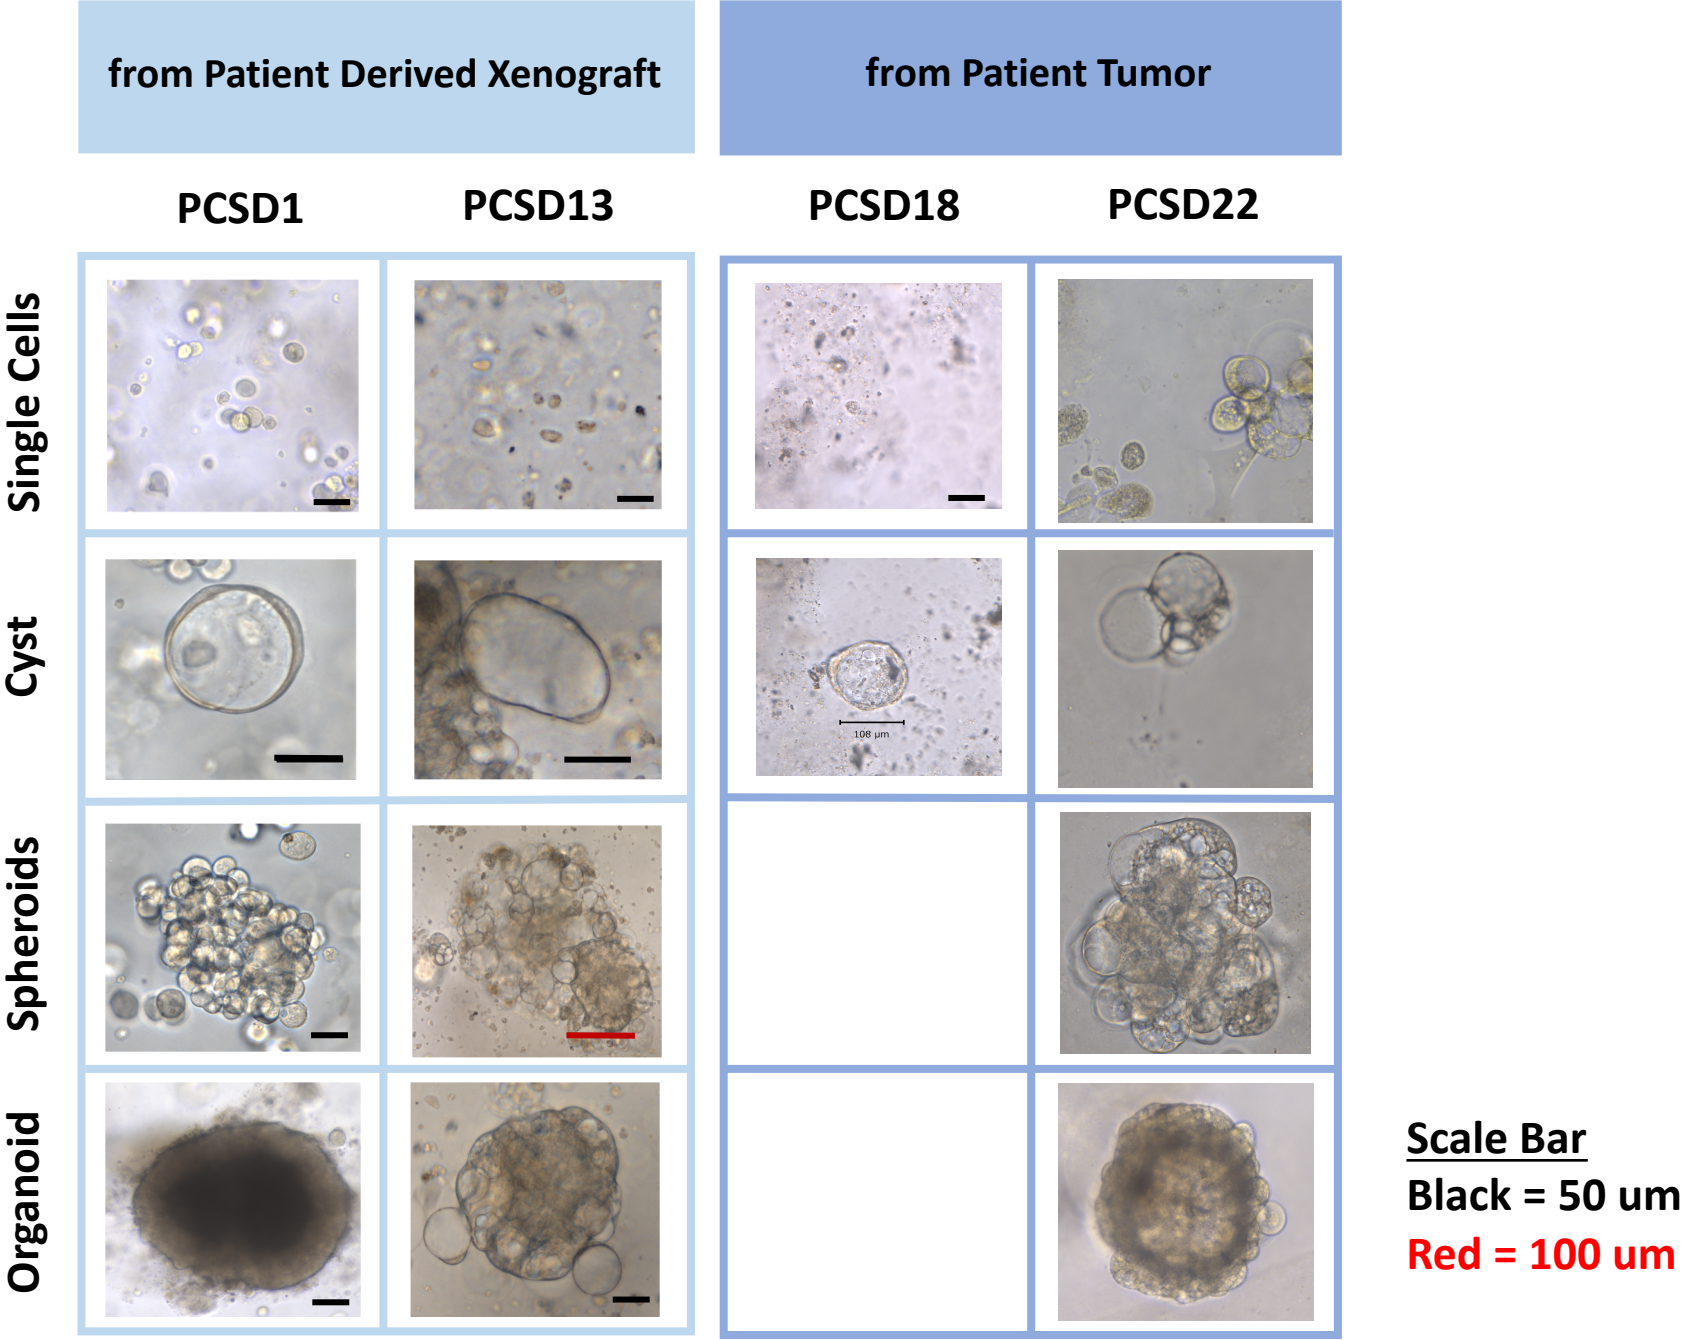 from Patient Derived Xenograft
from Patient Tumor
PCSD1
PCSD13
PCSD18
PCSD22
Single Cells
Cyst
108 µm
Spheroids
Organoid
Scale Bar
Black = 50 um
Red = 100 um